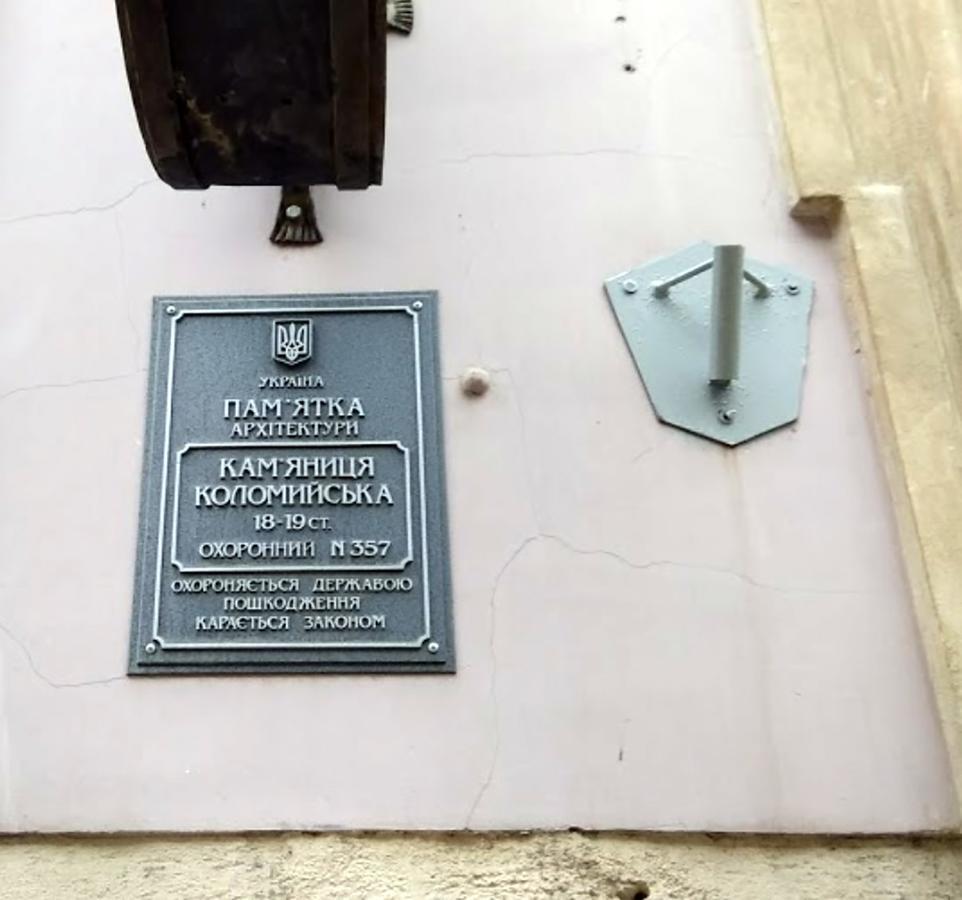 УКРАЇНА
ПАМ'ЯТКА
АРХІТЕКТУРИ
КАМ'ЯНИЦЯ
КОЛОМИЙСЬКА
18-19 СТ.
ОХОРОННИЙ N 357
ОХОРОНЯЄТЬСЯ ДЕРЖАВОЮ
ПОШКОДЖЕННЯ
КАРАЄТЬСЯ ЗАКОНОМ